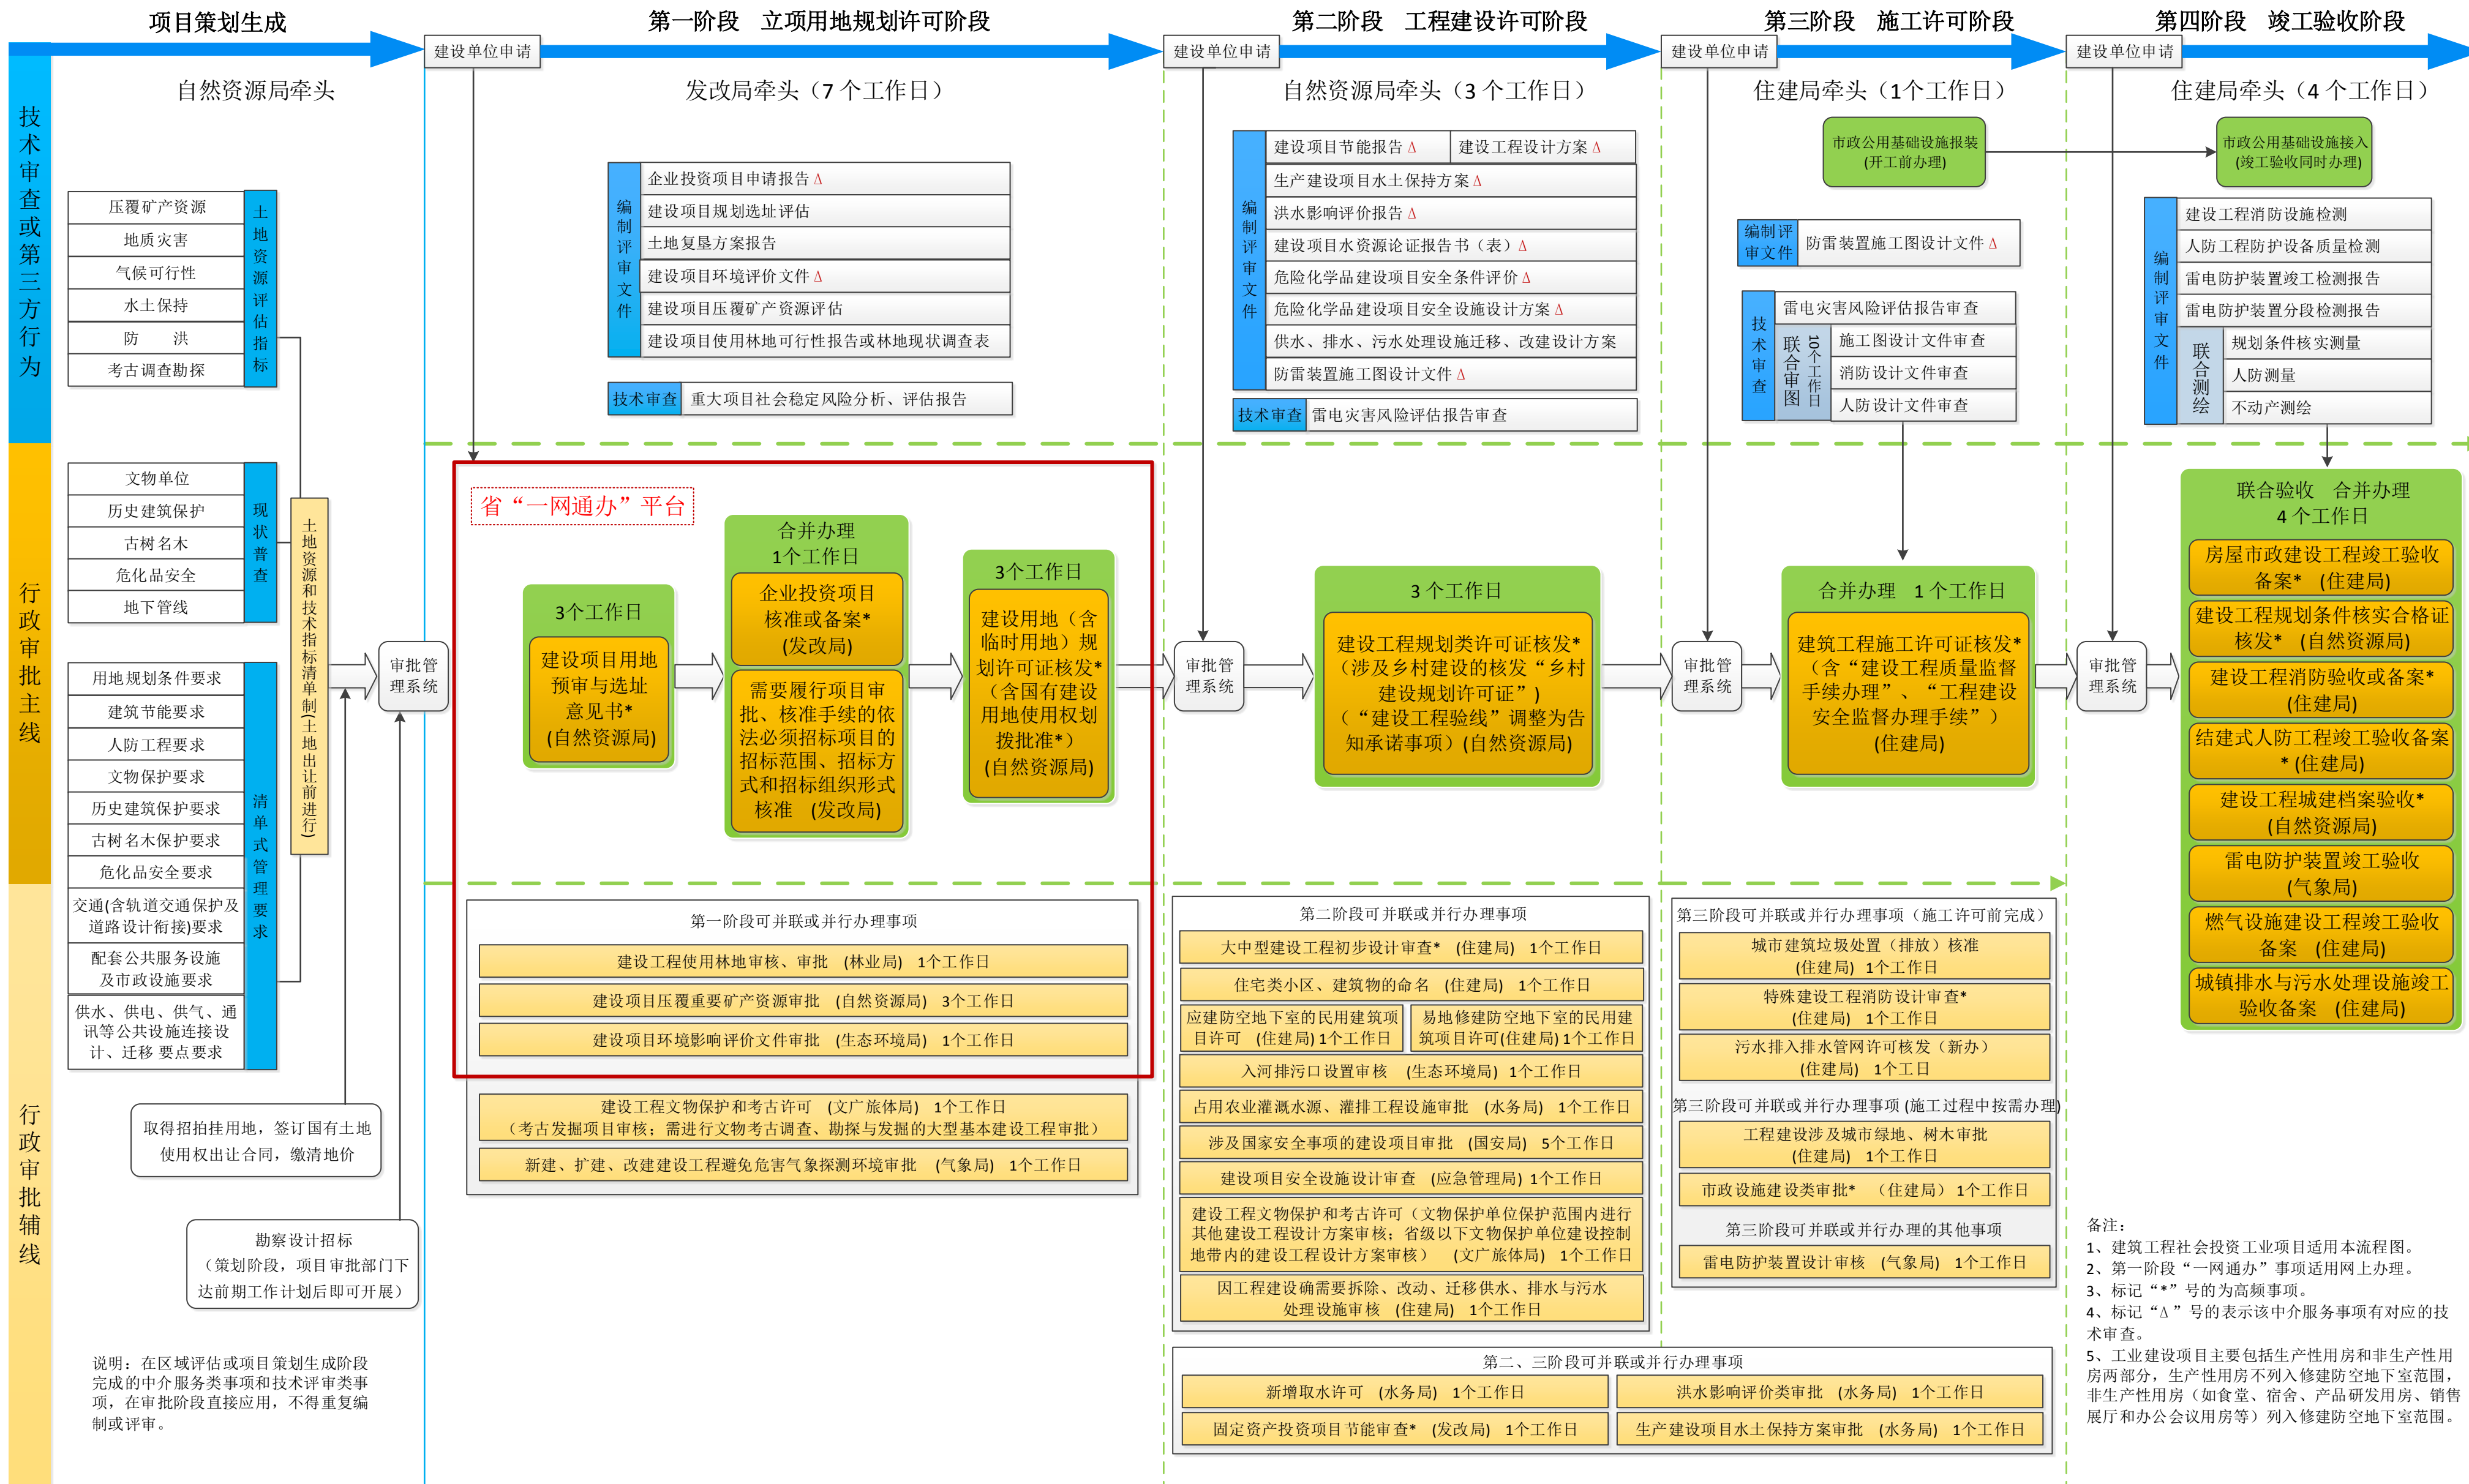 项目策划生成
第一阶段　立项用地规划许可阶段
第二阶段　工程建设许可阶段
第三阶段　施工许可阶段
第四阶段　竣工验收阶段
建设单位申请
建设单位申请
建设单位申请
建设单位申请
自然资源局牵头
发改局牵头（7 个工作日）
自然资源局牵头（3 个工作日）
住建局牵头（1个工作日）
住建局牵头（4 个工作日）
技术审查或第三方行为
行政审批主线
行政审批辅线
压覆矿产资源
地质灾害
气候可行性
水土保持
防　　洪
考古调查勘探
土地资源评估指标
文物单位
历史建筑保护
古树名木
危化品安全
地下管线
现状普查
用地规划条件要求
建筑节能要求
人防工程要求
文物保护要求
历史建筑保护要求
古树名木保护要求
危化品安全要求
交通(含轨道交通保护及
道路设计衔接)要求
配套公共服务设施
及市政设施要求
供水、供电、供气、通
讯等公共设施连接设
计、迁移 要点要求
清单式管理要求
土地资源和技术指标清单制(土地出让前进行)
审批管
理系统
取得招拍挂用地，签订国有土地
使用权出让合同，缴清地价
勘察设计招标
（策划阶段，项目审批部门下
达前期工作计划后即可开展）
说明：在区域评估或项目策划生成阶段
完成的中介服务类事项和技术评审类事
项，在审批阶段直接应用，不得重复编
制或评审。
编制评审文件
企业投资项目申请报告 Δ
建设项目规划选址评估
土地复垦方案报告
建设项目环境评价文件 Δ
建设项目压覆矿产资源评估
建设项目使用林地可行性报告或林地现状调查表
技术审查
重大项目社会稳定风险分析、评估报告
省“一网通办”平台
3个工作日
建设项目用地
预审与选址
意见书*
(自然资源局)
合并办理
1个工作日
企业投资项目
核准或备案*
(发改局)
需要履行项目审
批、核准手续的依
法必须招标项目的
招标范围、招标方
式和招标组织形式
核准　(发改局)
3个工作日
建设用地（含
临时用地）规
划许可证核发*
（含国有建设
用地使用权划
拨批准*）
(自然资源局)
第一阶段可并联或并行办理事项
建设工程使用林地审核、审批　(林业局)　1个工作日
建设项目压覆重要矿产资源审批　(自然资源局)　3个工作日
建设项目环境影响评价文件审批　(生态环境局)　1个工作日
建设工程文物保护和考古许可　(文广旅体局)　1个工作日
（考古发掘项目审核；需进行文物考古调查、勘探与发掘的大型基本建设工程审批）
新建、扩建、改建建设工程避免危害气象探测环境审批　(气象局)　1个工作日
编制评审文件
建设项目节能报告 Δ
建设工程设计方案 Δ
生产建设项目水土保持方案 Δ
洪水影响评价报告 Δ
建设项目水资源论证报告书（表）Δ
危险化学品建设项目安全条件评价 Δ
危险化学品建设项目安全设施设计方案 Δ
供水、排水、污水处理设施迁移、改建设计方案
防雷装置施工图设计文件 Δ
技术审查
雷电灾害风险评估报告审查
审批管
理系统
3 个工作日
建设工程规划类许可证核发*
（涉及乡村建设的核发“乡村
建设规划许可证”）
（“建设工程验线”调整为告
知承诺事项）(自然资源局)
第二阶段可并联或并行办理事项
大中型建设工程初步设计审查*　(住建局)　1个工作日
住宅类小区、建筑物的命名　(住建局)　1个工作日
应建防空地下室的民用建筑项
目许可　(住建局) 1个工作日
易地修建防空地下室的民用建
筑项目许可(住建局) 1个工作日
入河排污口设置审核　(生态环境局)　1个工作日
占用农业灌溉水源、灌排工程设施审批　(水务局)　1个工作日
涉及国家安全事项的建设项目审批　(国安局)　5个工作日
建设项目安全设施设计审查　(应急管理局)　1个工作日
建设工程文物保护和考古许可（文物保护单位保护范围内进行
其他建设工程设计方案审核；省级以下文物保护单位建设控制
地带内的建设工程设计方案审核）　(文广旅体局)　1个工作日
因工程建设确需要拆除、改动、迁移供水、排水与污水
处理设施审核　(住建局)　1个工作日
第二、三阶段可并联或并行办理事项
新增取水许可　(水务局)　1个工作日
洪水影响评价类审批　(水务局)　1个工作日
固定资产投资项目节能审查*　(发改局)　1个工作日
生产建设项目水土保持方案审批　(水务局)　1个工作日
市政公用基础设施报装
(开工前办理)
编制评
审文件
防雷装置施工图设计文件 Δ
技术审查
雷电灾害风险评估报告审查
联合审图
10个工作日
施工图设计文件审查
消防设计文件审查
人防设计文件审查
审批管
理系统
合并办理　1 个工作日
建筑工程施工许可证核发*
（含“建设工程质量监督
手续办理”、“工程建设
安全监督办理手续”）
(住建局)
第三阶段可并联或并行办理事项（施工许可前完成）
城市建筑垃圾处置（排放）核准
(住建局)　1个工作日
特殊建设工程消防设计审查*
(住建局)　1个工作日
污水排入排水管网许可核发（新办）
(住建局)　1个工日
第三阶段可并联或并行办理事项 (施工过程中按需办理)
工程建设涉及城市绿地、树木审批
(住建局)　1个工作日
市政设施建设类审批*　（住建局）1个工作日
第三阶段可并联或并行办理的其他事项
雷电防护装置设计审核　(气象局)　1个工作日
市政公用基础设施接入
(竣工验收同时办理)
编制评审文件
建设工程消防设施检测
人防工程防护设备质量检测
雷电防护装置竣工检测报告
雷电防护装置分段检测报告
联合测绘
规划条件核实测量
人防测量
不动产测绘
审批管
理系统
联合验收　合并办理
4 个工作日
房屋市政建设工程竣工验收
备案*　(住建局)
建设工程规划条件核实合格证
核发*　(自然资源局)
建设工程消防验收或备案*
(住建局)
结建式人防工程竣工验收备案
* (住建局)
建设工程城建档案验收*
(自然资源局)
雷电防护装置竣工验收
(气象局)
燃气设施建设工程竣工验收
备案　(住建局)
城镇排水与污水处理设施竣工
验收备案　(住建局)
备注：
1、建筑工程社会投资工业项目适用本流程图。
2、第一阶段“一网通办”事项适用网上办理。
3、标记“*”号的为高频事项。
4、标记“Δ”号的表示该中介服务事项有对应的技
术审查。
5、工业建设项目主要包括生产性用房和非生产性用
房两部分，生产性用房不列入修建防空地下室范围，
非生产性用房（如食堂、宿舍、产品研发用房、销售
展厅和办公会议用房等）列入修建防空地下室范围。